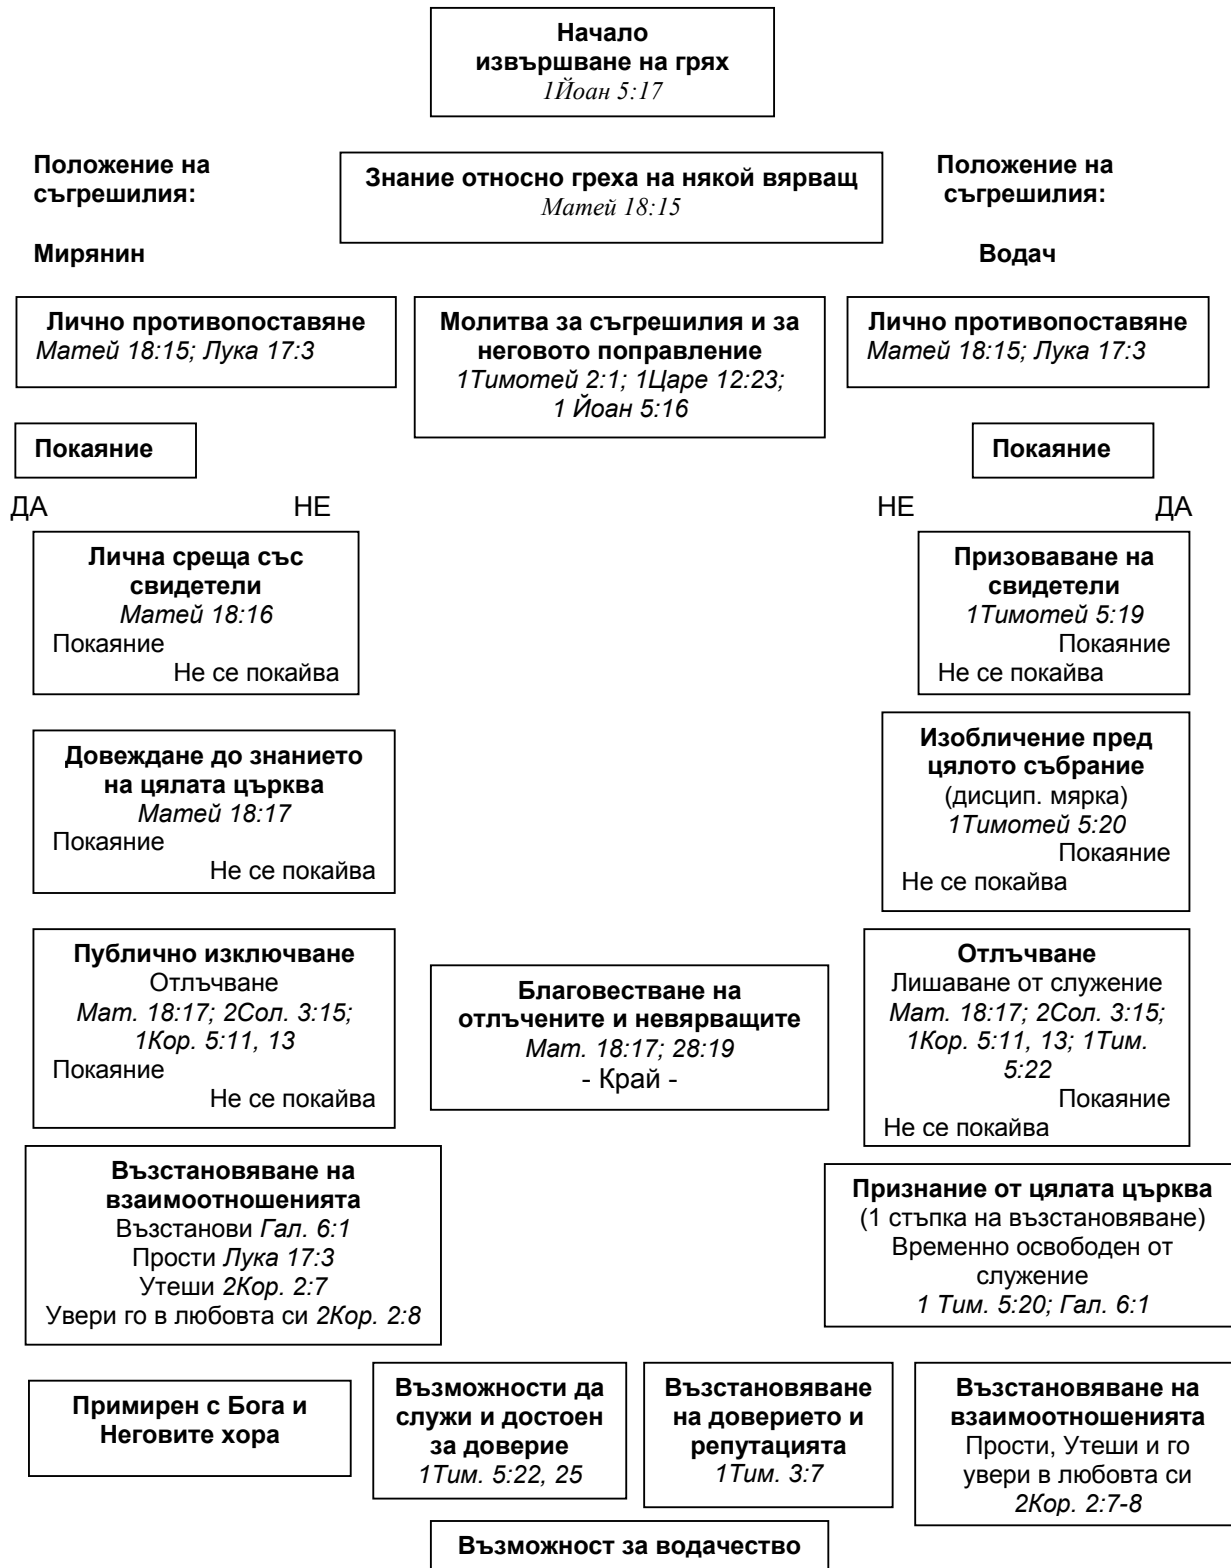 Начало
извършване на грях
1Йоан 5:17
Положение на
съгрешилия:
Мирянин
Знание относно греха на някой вярващ
Матей 18:15
Положение на
съгрешилия:
Водач
Лично противопоставяне
Матей 18:15; Лука 17:3
Молитва за съгрешилия и за
неговото поправление
1Тимотей 2:1; 1Царе 12:23;
1 Йоан 5:16
Лично противопоставяне
Матей 18:15; Лука 17:3
Покаяние
Покаяние
ДА НЕ
НЕ ДА
Лична среща със
свидетели
Матей 18:16
Покаяние
Не се покайва
Призоваване на
свидетели
1Тимотей 5:19
Покаяние
Не се покайва
Довеждане до знанието
на цялата църква
Матей 18:17
Покаяние
Не се покайва
Изобличение пред
цялото събрание
(дисцип. мярка)
1Тимотей 5:20
Покаяние
Не се покайва
Публично изключване
Отлъчване
Мат. 18:17; 2Сол. 3:15;
1Кор. 5:11, 13
Покаяние
Не се покайва
Благовестване на
отлъчените и невярващите
Мат. 18:17; 28:19
- Край -
Отлъчване
Лишаване от служение
Мат. 18:17; 2Сол. 3:15;
1Кор. 5:11, 13; 1Тим.
5:22
Покаяние
Не се покайва
Възстановяване на
взаимоотношенията
Възстанови Гал. 6:1
Прости Лука 17:3
Утеши 2Кор. 2:7
Увери го в любовта си 2Кор. 2:8
Признание от цялата църква
(1 стъпка на възстановяване)
Временно освободен от
служение
1 Тим. 5:20; Гал. 6:1
Примирен с Бога и
Неговите хора
Възможности да
служи и достоен
за доверие
1Тим. 5:22, 25
Възстановяване
на доверието и
репутацията
1Тим. 3:7
Възстановяване на
взаимоотношенията
Прости, Утеши и го
увери в любовта си
2Кор. 2:7-8
Възможност за водачество